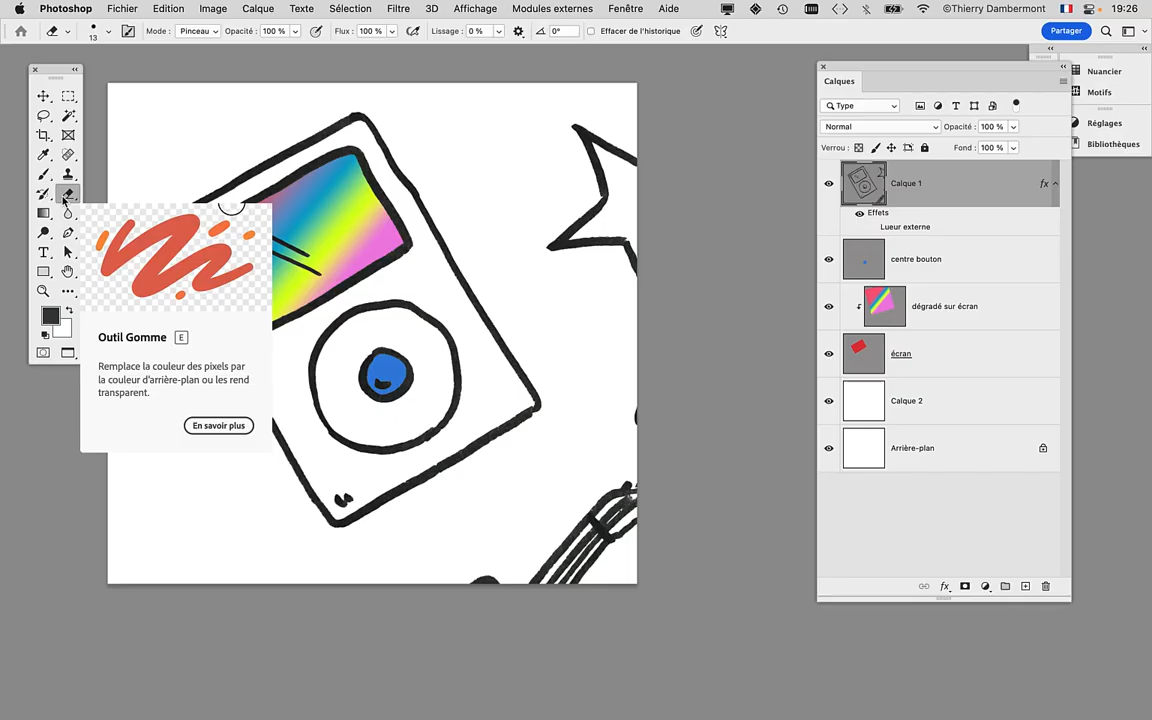 Photoshop Fichier Edition Image Calque Texte Sélection Filtre 3D Affichage Modules externes Fenêtre Aide ©Thierry Dambermont 19:26
13 Mode : Pinceau Opacité : 100 % Flux : 100 % Lissage : 0 % 0° Effacer de l'historique Partager
Calques
Type
Normal Opacité : 100 %
Verrou : Fond : 100 %
Calque 1 fx
Effets
Lueur externe
centre bouton
dégradé sur écran
écran
Calque 2
Arrière-plan
fx
Nuancier
Motifs
Réglages
Bibliothèques
Outil Gomme E
Remplace la couleur des pixels par
la couleur d'arrière-plan ou les rend
transparent.
En savoir plus